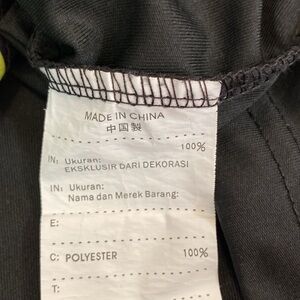 MADE IN CHINA
中国製
100%
IN: Ukuran:
EKSKLUSIR DARI DEKORASI
IN: Ukuran:
Nama dan Merek Barang:
E:
C: POLYESTER 100%
T: